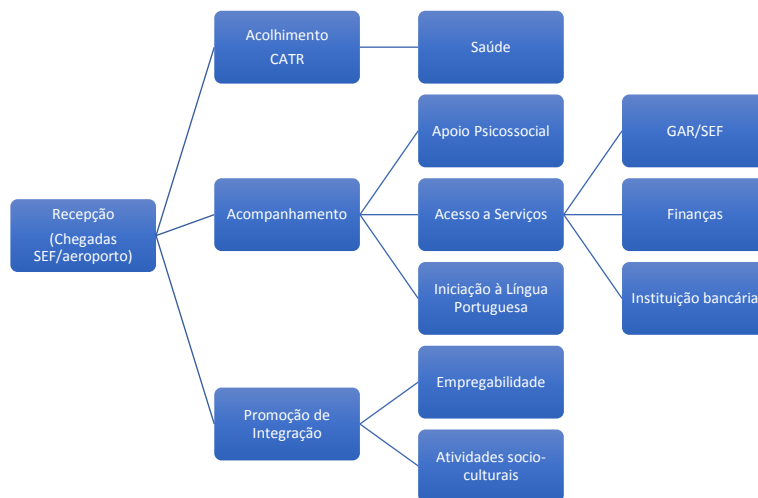 Acolhimento
CATR
Saúde
Apoio Psicossocial
GAR/SEF
Recepção
(Chegadas
SEF/aeroporto)
Acompanhamento
Acesso a Serviços
Finanças
Iniciação à Língua
Portuguesa
Instituição bancária
Promoção de
Integração
Empregabilidade
Atividades socio-
culturais